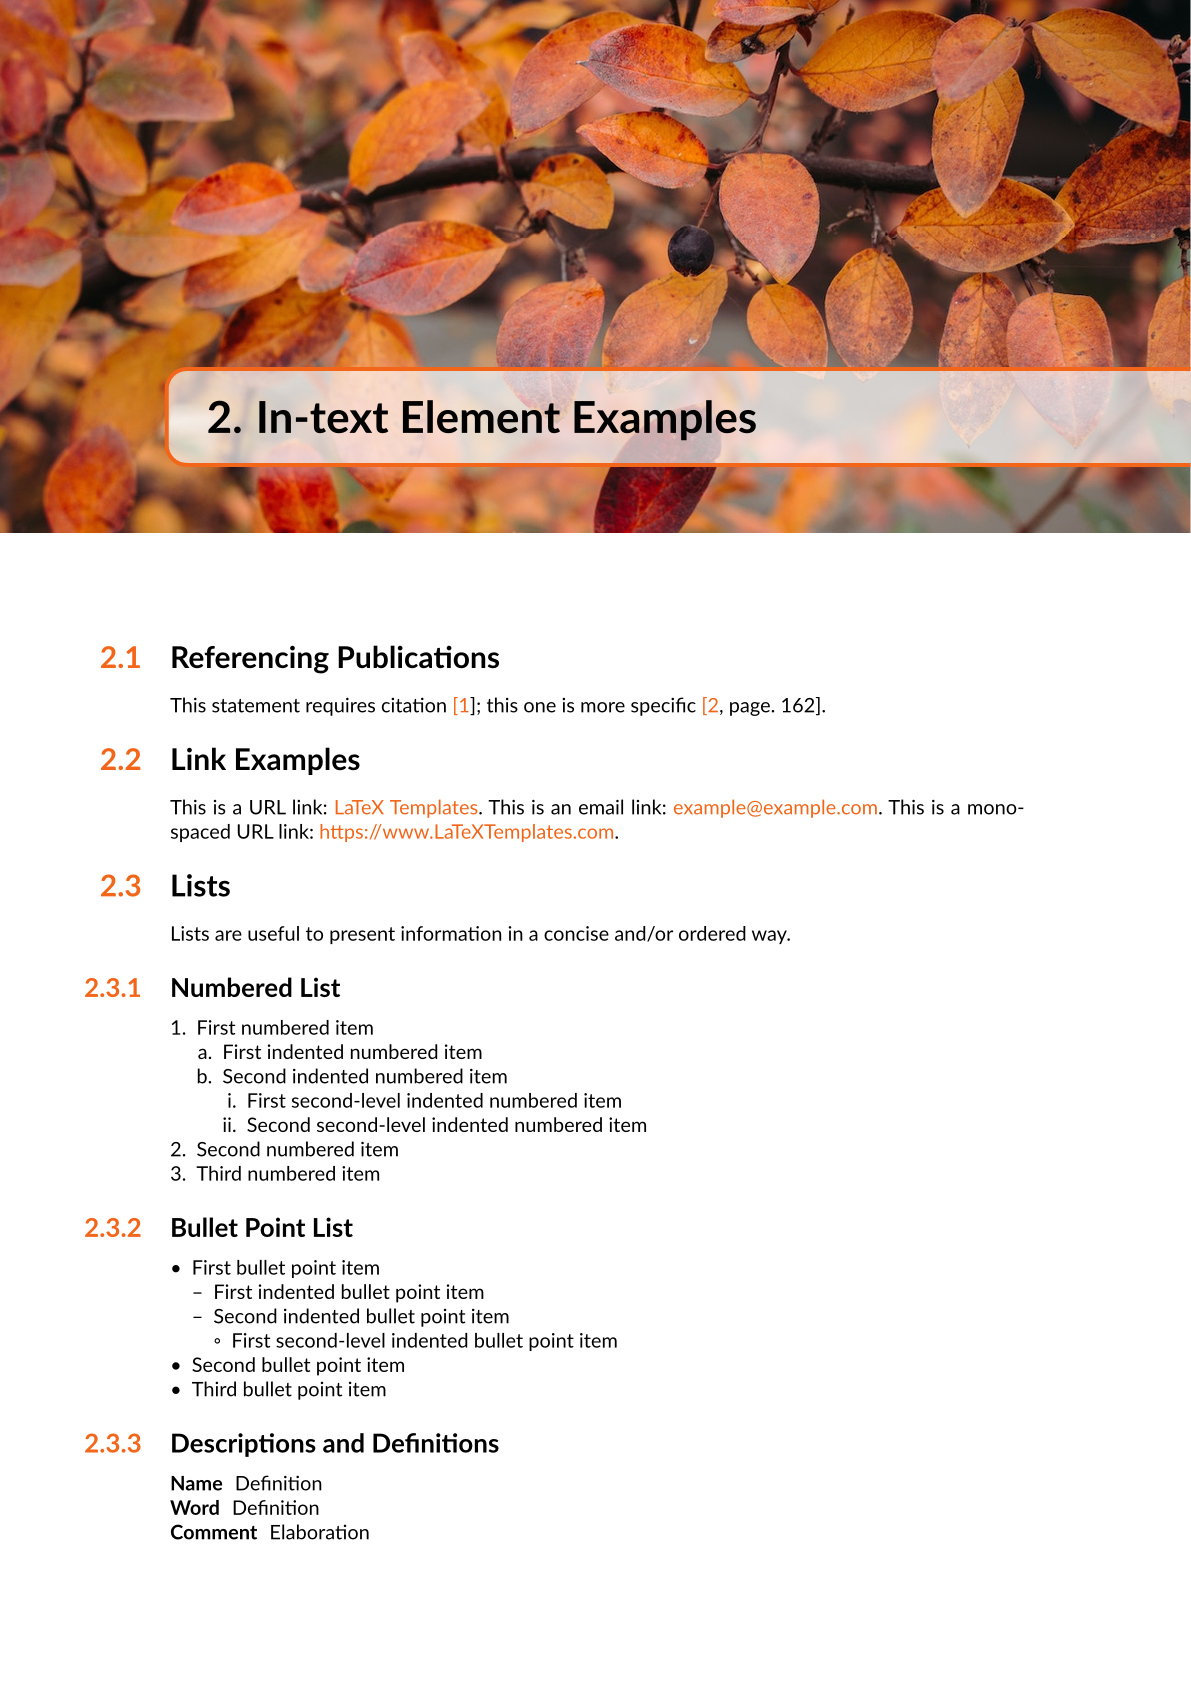 2. In-text Element Examples
2.1 Referencing Publications
This statement requires citation [1]; this one is more specific [2, page. 162].
2.2 Link Examples
This is a URL link: LaTeX Templates. This is an email link: example@example.com. This is a mono-
spaced URL link: https://www.LaTeXTemplates.com.
2.3 Lists
Lists are useful to present information in a concise and/or ordered way.
2.3.1 Numbered List
1. First numbered item
a. First indented numbered item
b. Second indented numbered item
i. First second-level indented numbered item
ii. Second second-level indented numbered item
2. Second numbered item
3. Third numbered item
2.3.2 Bullet Point List
• First bullet point item
– First indented bullet point item
– Second indented bullet point item
◦ First second-level indented bullet point item
• Second bullet point item
• Third bullet point item
2.3.3 Descriptions and Definitions
Name Definition
Word Definition
Comment Elaboration